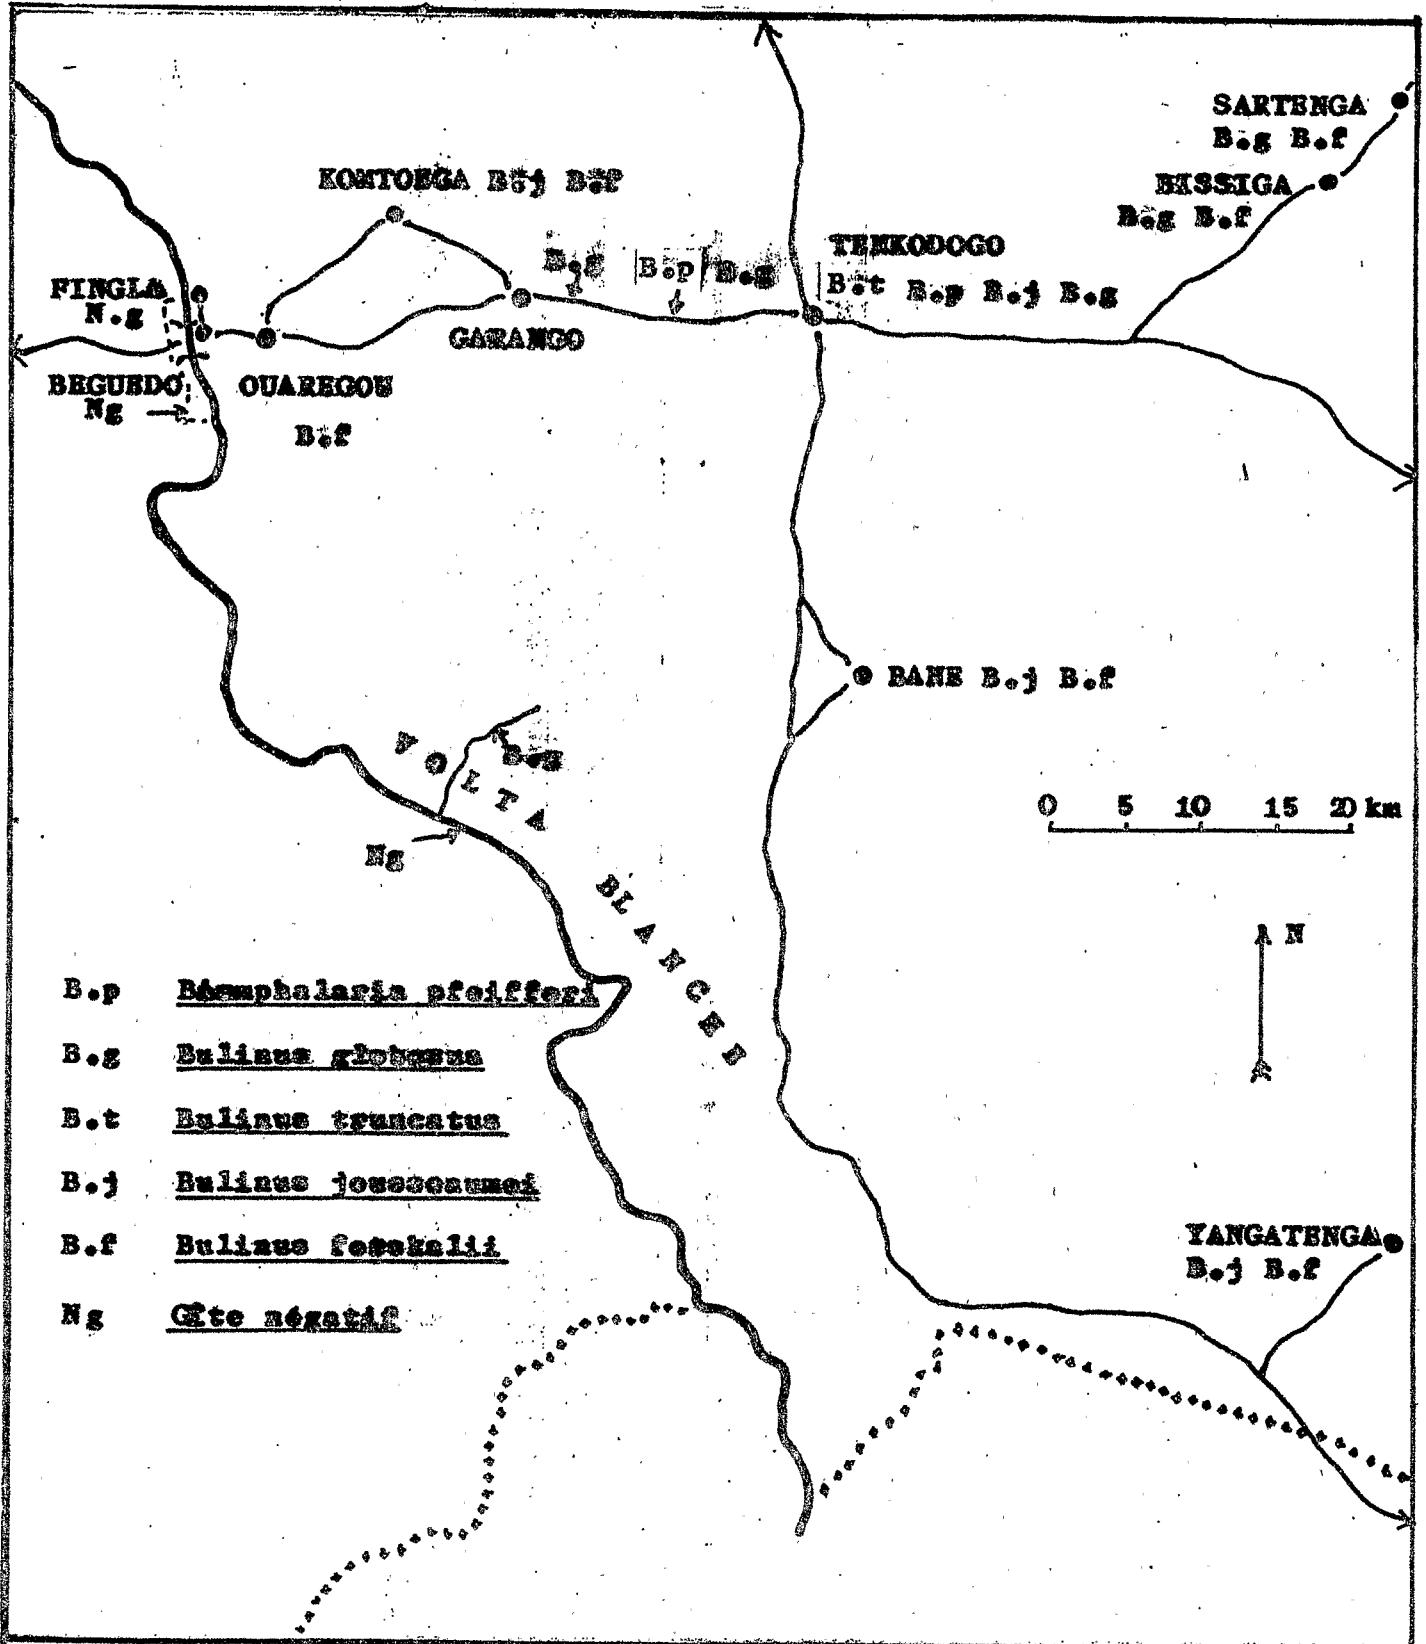 SARTENGA
B.g B.f
BISSIGA
B.g B.f
KOMTOEGA B.j B.f
TENKODOGO
B.t B.p B.j B.g
B.g B.p B.g
FINGLA
N.g
GARANGO
BEGUEDO
Ng
OUAREGOU
B.f
BANE B.j B.f
VOLTA
BLANCHE
Ng
0 5 10 15 20 km
N
B.p Biomphalaria pfeifferi
B.g Bulinus globosus
B.t Bulinus truncatus
B.j Bulinus jousseaumei
B.f Bulinus forskalii
Ng Gîte négatif
YANGATENGA
B.j B.f